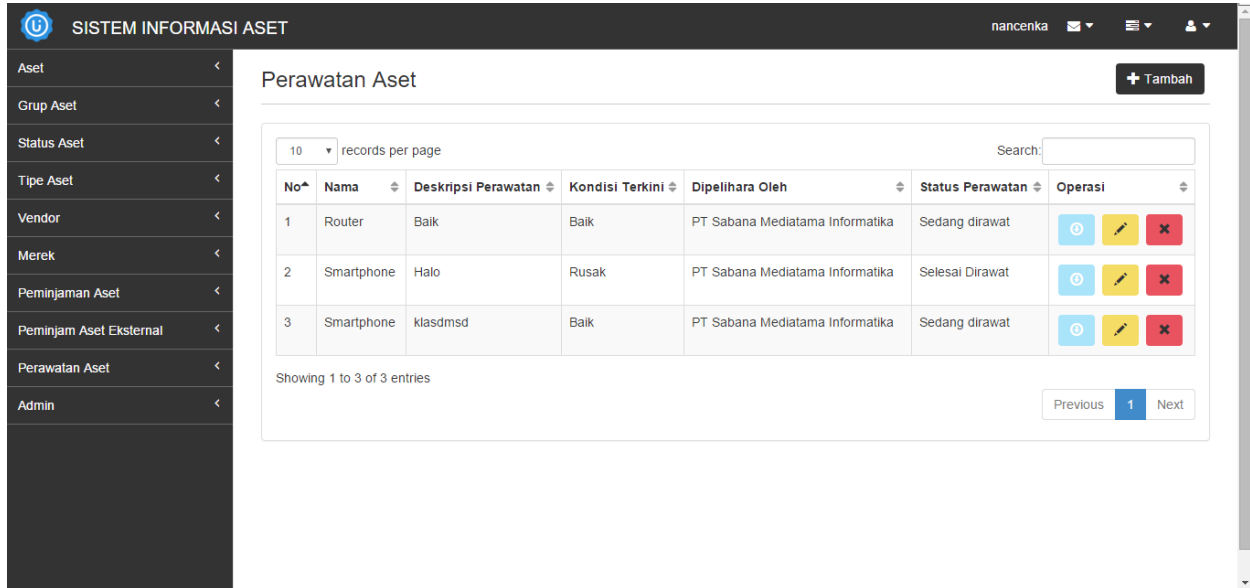 SISTEM INFORMASI ASET
nancenka
Aset
Grup Aset
Status Aset
Tipe Aset
Vendor
Merek
Peminjaman Aset
Peminjam Aset Eksternal
Perawatan Aset
Admin
Perawatan Aset
Tambah
10 records per page
Search:
No Nama Deskripsi Perawatan Kondisi Terkini Dipelihara Oleh Status Perawatan Operasi
1 Router Baik Baik PT Sabana Mediatama Informatika Sedang dirawat
2 Smartphone Halo Rusak PT Sabana Mediatama Informatika Selesai Dirawat
3 Smartphone klasdmsd Baik PT Sabana Mediatama Informatika Sedang dirawat
Showing 1 to 3 of 3 entries
Previous 1 Next